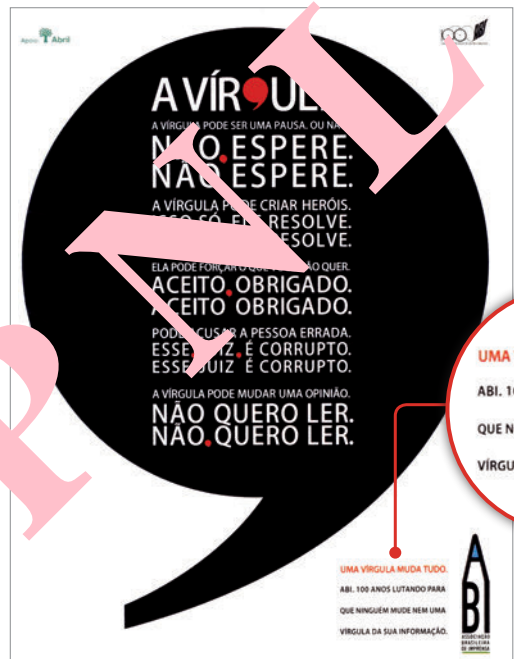 Apoio: Abril
A VÍRGUL
A VÍRGULA PODE SER UMA PAUSA. OU NÃ
NÃO, ESPERE.
NÃO ESPERE.
A VÍRGULA PODE CRIAR HERÓIS.
SÓ, ELE RESOLVE.
RESOLVE.
ELA PODE FORÇAR O QUE NÃO QUER.
ACEITO, OBRIGADO.
ACEITO OBRIGADO.
PODE ACUSAR A PESSOA ERRADA.
ESSE, JUIZ, É CORRUPTO.
ESSE JUIZ É CORRUPTO.
A VÍRGULA PODE MUDAR UMA OPINIÃO.
NÃO QUERO LER.
NÃO, QUERO LER.
UMA
ABI. 10
QUE N
VÍRGU
UMA VÍRGULA MUDA TUDO.
ABI. 100 ANOS LUTANDO PARA
QUE NINGUÉM MUDE NEM UMA
VÍRGULA DA SUA INFORMAÇÃO.
ABI
ASSOCIAÇÃO
BRASILEIRA
DE IMPRENSA
PNL